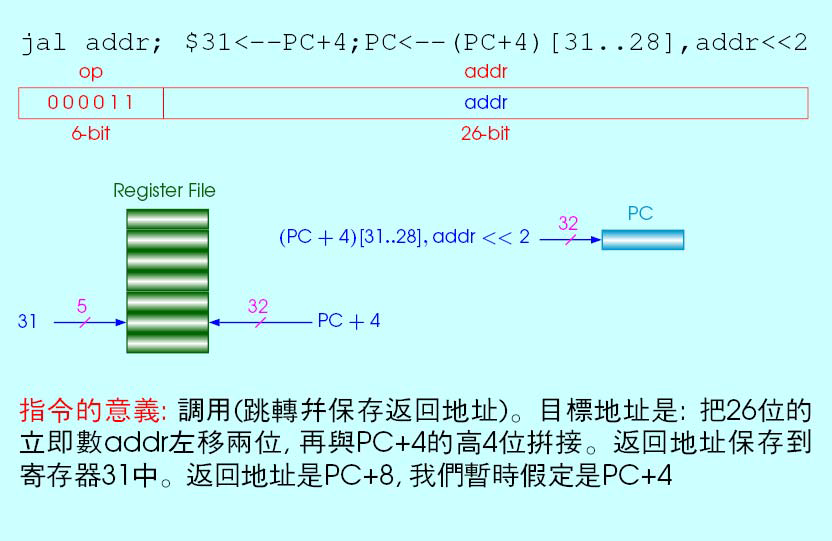 jal addr; $31<--PC+4;PC<--(PC+4)[31..28],addr<<2
op addr
000011 addr
6-bit 26-bit
Register File
PC
32
(PC + 4)[31..28], addr << 2
5 32
31 PC + 4
指令的意義: 調用(跳轉并保存返回地址)。目標地址是: 把26位的
立即數addr左移兩位, 再與PC+4的高4位拼接。返回地址保存到
寄存器31中。返回地址是PC+8, 我們暫時假定是PC+4